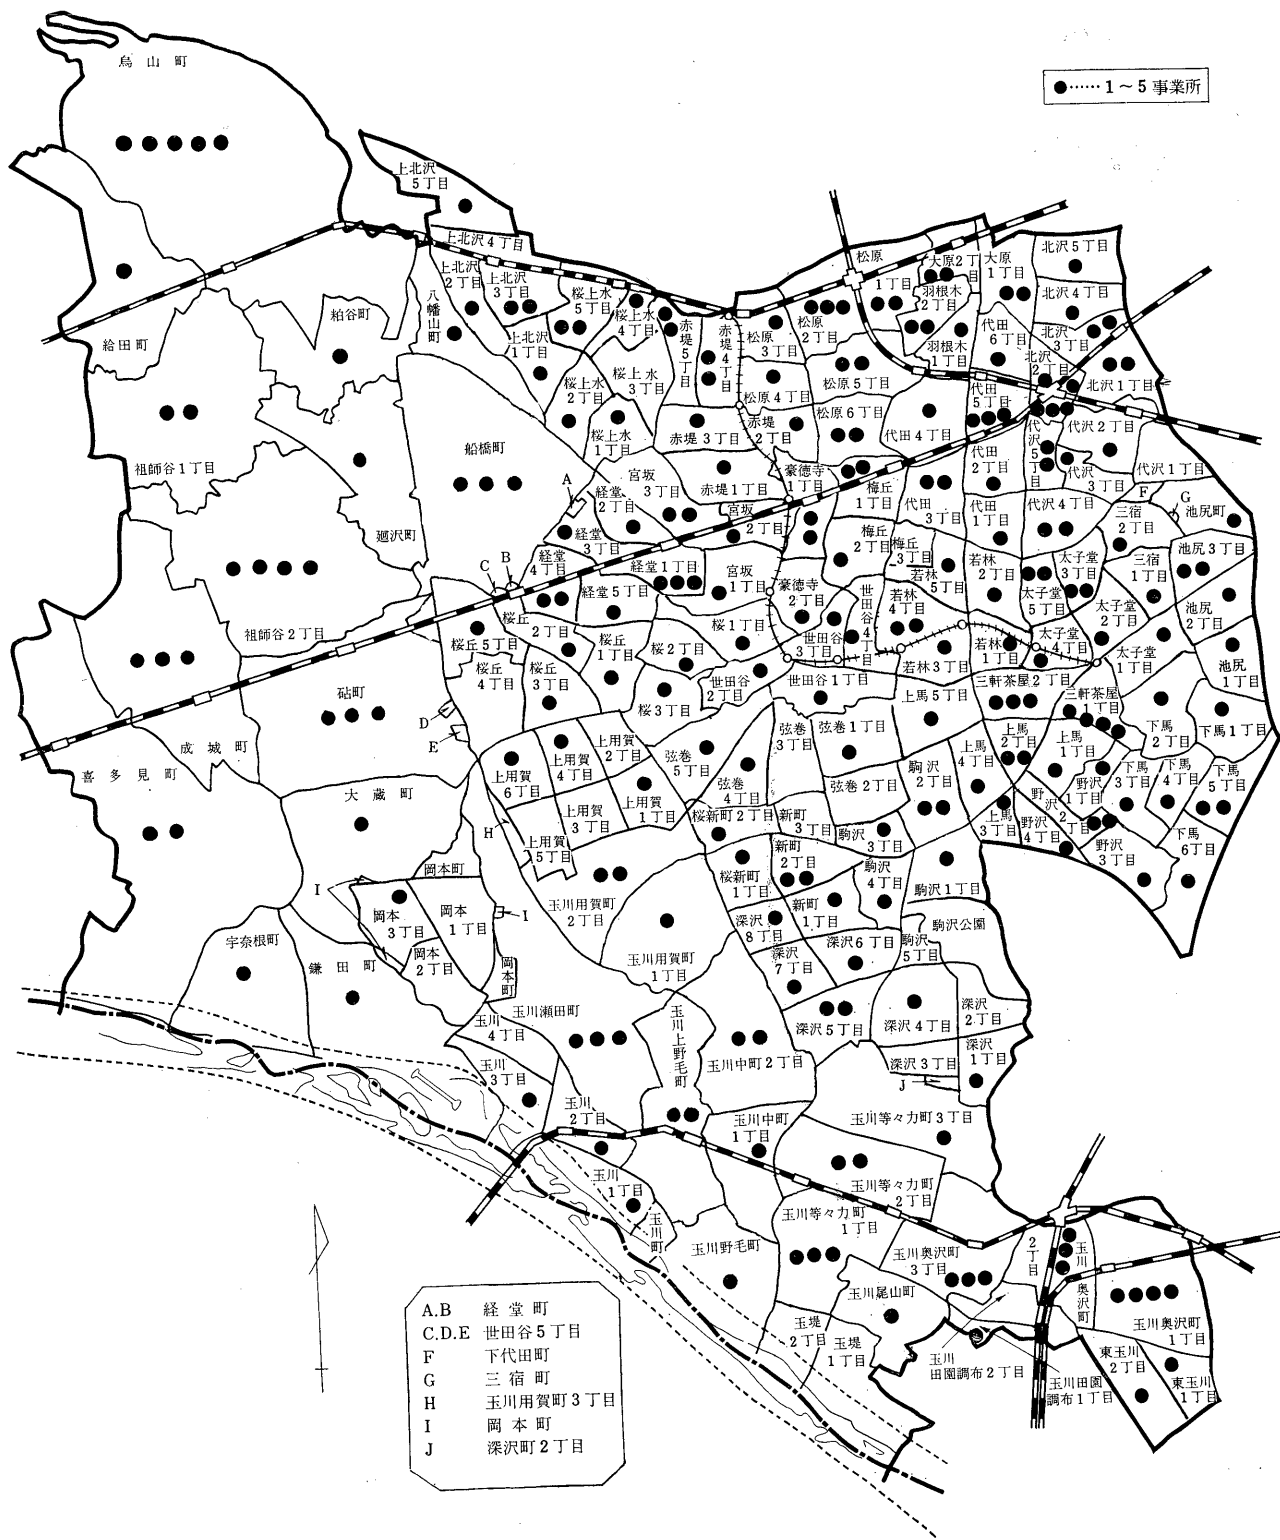 ●……1～5 事業所
烏山町
上北沢
5丁目
上北沢4丁目
上北沢
2丁目
上北沢
3丁目
上北沢
1丁目
八幡山町
粕谷町
給田町
祖師谷1丁目
祖師谷2丁目
廻沢町
船橋町
桜上水
5丁目
桜上水
4丁目
桜上水
3丁目
桜上水
2丁目
桜上水
1丁目
赤堤5丁目
赤堤4丁目
赤堤3丁目
赤堤
2丁目
赤堤1丁目
松原
1丁目
松原
2丁目
松原
3丁目
松原4丁目
松原5丁目
松原6丁目
大原2丁目
大原
1丁目
羽根木
2丁目
羽根木
1丁目
北沢5丁目
北沢4丁目
北沢
3丁目
北沢
2丁目
北沢1丁目
代田
6丁目
代田
5丁目
代田4丁目
代田
3丁目
代田
2丁目
代田
1丁目
代沢5丁目
代沢2丁目
代沢
3丁目
代沢1丁目
代沢4丁目
豪徳寺
1丁目
豪徳寺
2丁目
梅丘
1丁目
梅丘
2丁目
梅丘
3丁目
宮坂
3丁目
宮坂
2丁目
宮坂
1丁目
経堂
2丁目
経堂
3丁目
経堂
4丁目
経堂1丁目
経堂5丁目
A
B
C
D
E
F
G
H
I
I
J
三宿
2丁目
三宿
1丁目
池尻町
池尻3丁目
池尻
2丁目
池尻
1丁目
太子堂
3丁目
太子堂
5丁目
太子堂
2丁目
太子堂
4丁目
太子堂
1丁目
若林
2丁目
若林
5丁目
若林
4丁目
若林3丁目
若林
1丁目
世田谷4丁目
世田谷
3丁目
世田谷
2丁目
世田谷1丁目
桜1丁目
桜2丁目
桜3丁目
桜丘
2丁目
桜丘5丁目
桜丘
1丁目
桜丘
4丁目
桜丘
3丁目
三軒茶屋2丁目
三軒茶屋
1丁目
上馬5丁目
上馬
2丁目
上馬
1丁目
上馬
4丁目
上馬
3丁目
下馬
2丁目
下馬1丁目
下馬
3丁目
下馬
4丁目
下馬
5丁目
下馬
6丁目
野沢
1丁目
野沢
2丁目
野沢
4丁目
野沢
3丁目
弦巻
3丁目
弦巻1丁目
弦巻2丁目
弦巻
5丁目
弦巻
4丁目
上用賀
2丁目
上用賀
4丁目
上用賀
6丁目
上用賀
3丁目
上用賀
1丁目
上用賀
5丁目
砧町
成城町
喜多見町
大蔵町
岡本町
岡本
3丁目
岡本
1丁目
岡本
2丁目
岡本町
宇奈根町
鎌田町
桜新町2丁目
桜新町
1丁目
新町
3丁目
新町
2丁目
新町
1丁目
駒沢
2丁目
駒沢
3丁目
駒沢
4丁目
駒沢1丁目
駒沢
5丁目
駒沢公園
深沢
8丁目
深沢
7丁目
深沢6丁目
深沢5丁目
深沢4丁目
深沢
2丁目
深沢3丁目
深沢
1丁目
玉川用賀町
2丁目
玉川用賀町
1丁目
玉川瀬田町
玉川
4丁目
玉川
3丁目
玉川
2丁目
玉川
1丁目
玉川町
玉川上野毛町
玉川中町2丁目
玉川中町
1丁目
玉川野毛町
玉川等々力町3丁目
玉川等々力町
2丁目
玉川等々力町
1丁目
玉川奥沢町
3丁目
2丁目
玉川
奥沢町
玉川奥沢町
1丁目
玉川尾山町
玉堤
2丁目
玉堤
1丁目
玉川
田園調布2丁目
玉川田園
調布1丁目
東玉川
2丁目
東玉川
1丁目
A.B 経堂町
C.D.E 世田谷5丁目
F 下代田町
G 三宿町
H 玉川用賀町3丁目
I 岡本町
J 深沢町2丁目